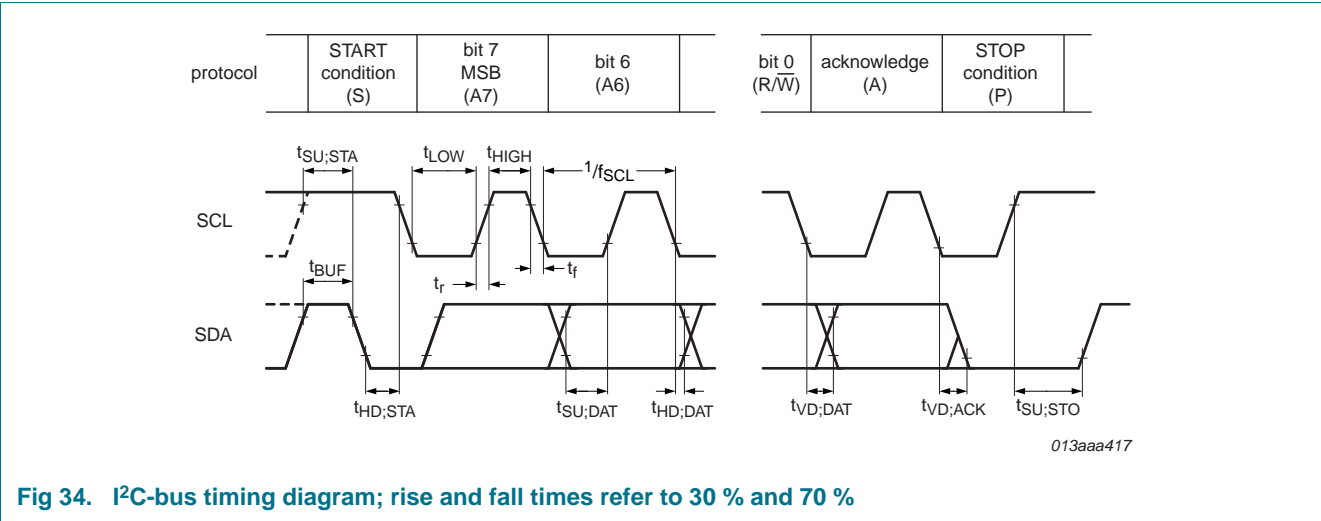 protocol
START
condition
(S)
bit 7
MSB
(A7)
bit 6
(A6)
bit 0
(R/W̅)
acknowledge
(A)
STOP
condition
(P)
tSU;STA
tLOW
tHIGH
1/fSCL
SCL
tBUF
tr
tf
SDA
tHD;STA
tSU;DAT
tHD;DAT
tVD;DAT
tVD;ACK
tSU;STO
013aaa417
Fig 34. I²C-bus timing diagram; rise and fall times refer to 30 % and 70 %